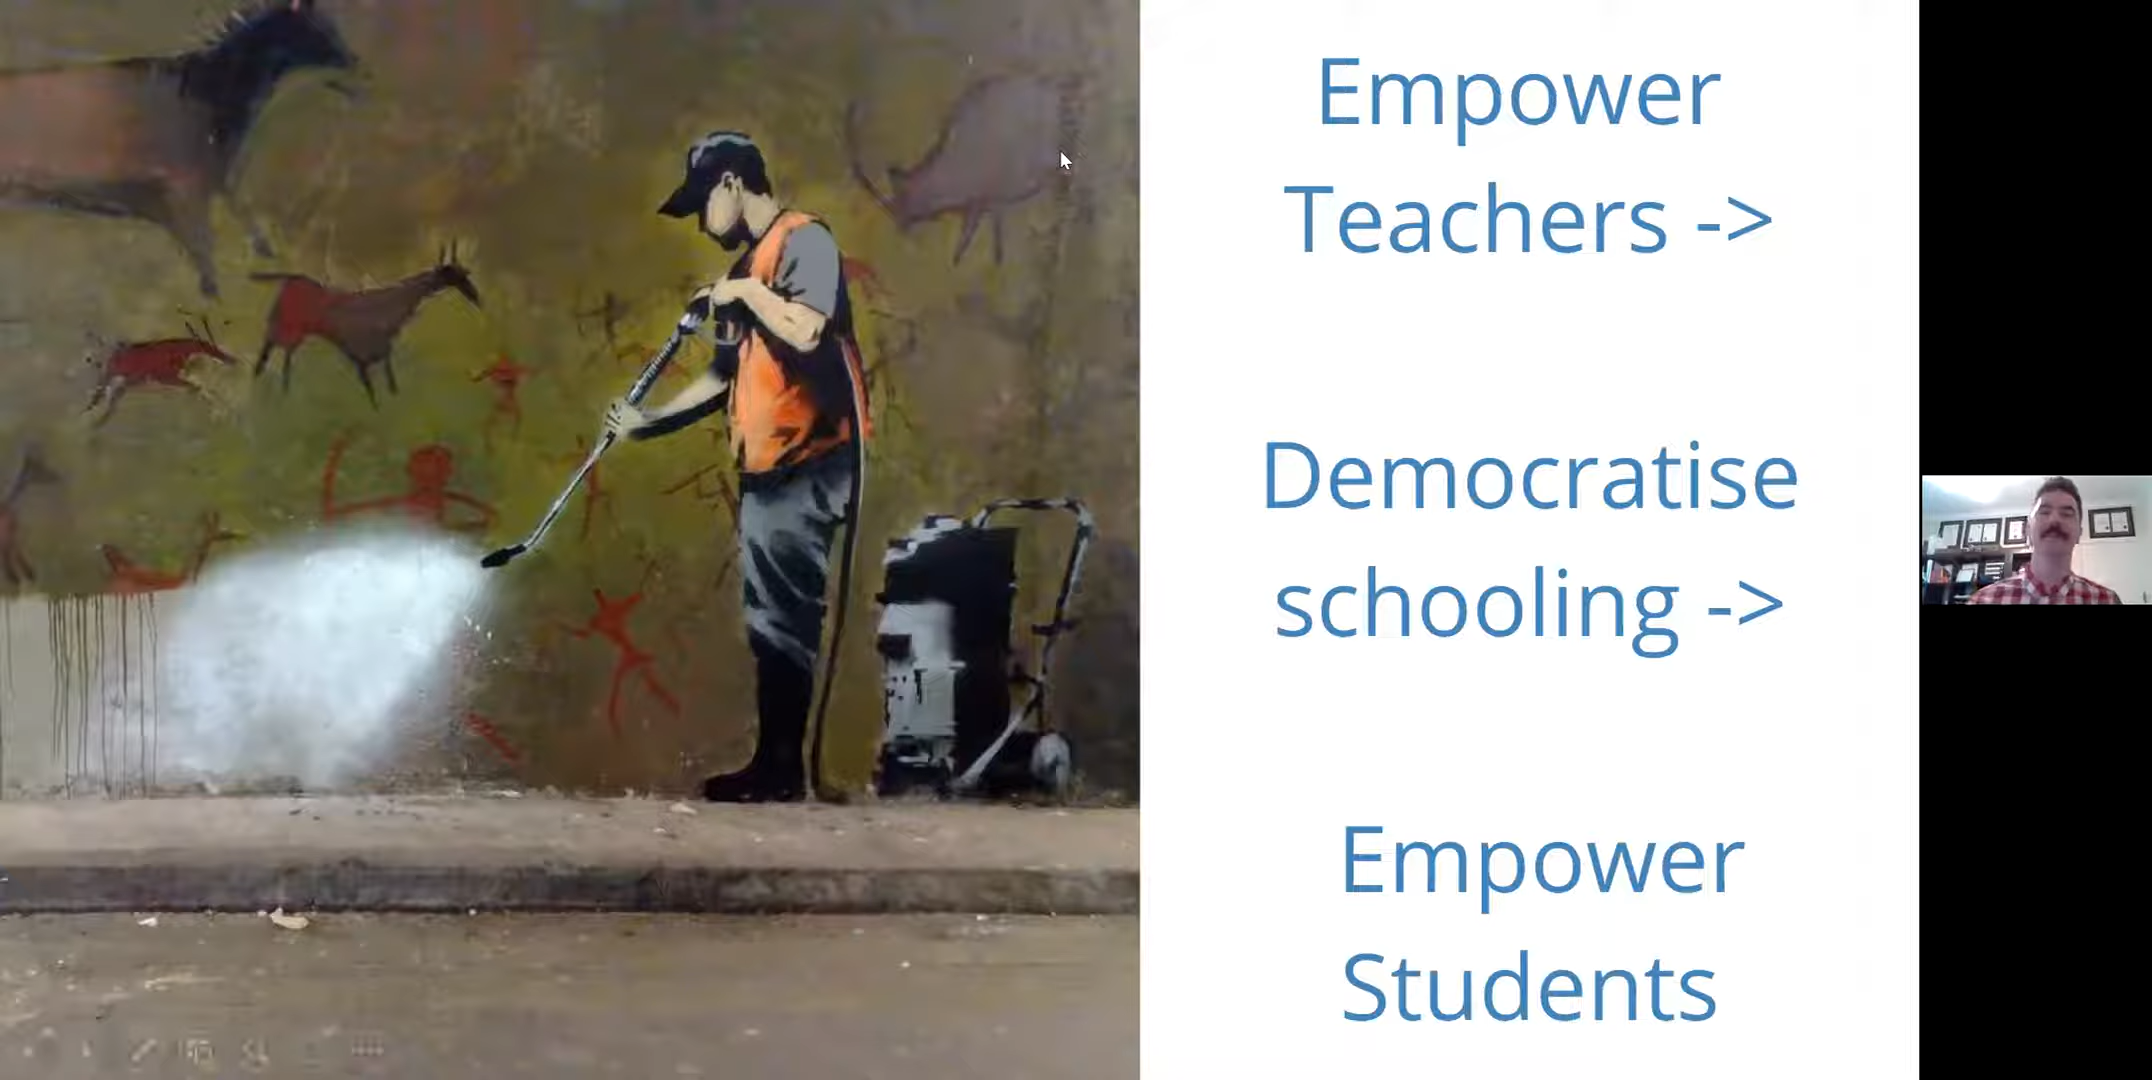 Empower
Teachers ->
Democratise
schooling ->
Empower
Students